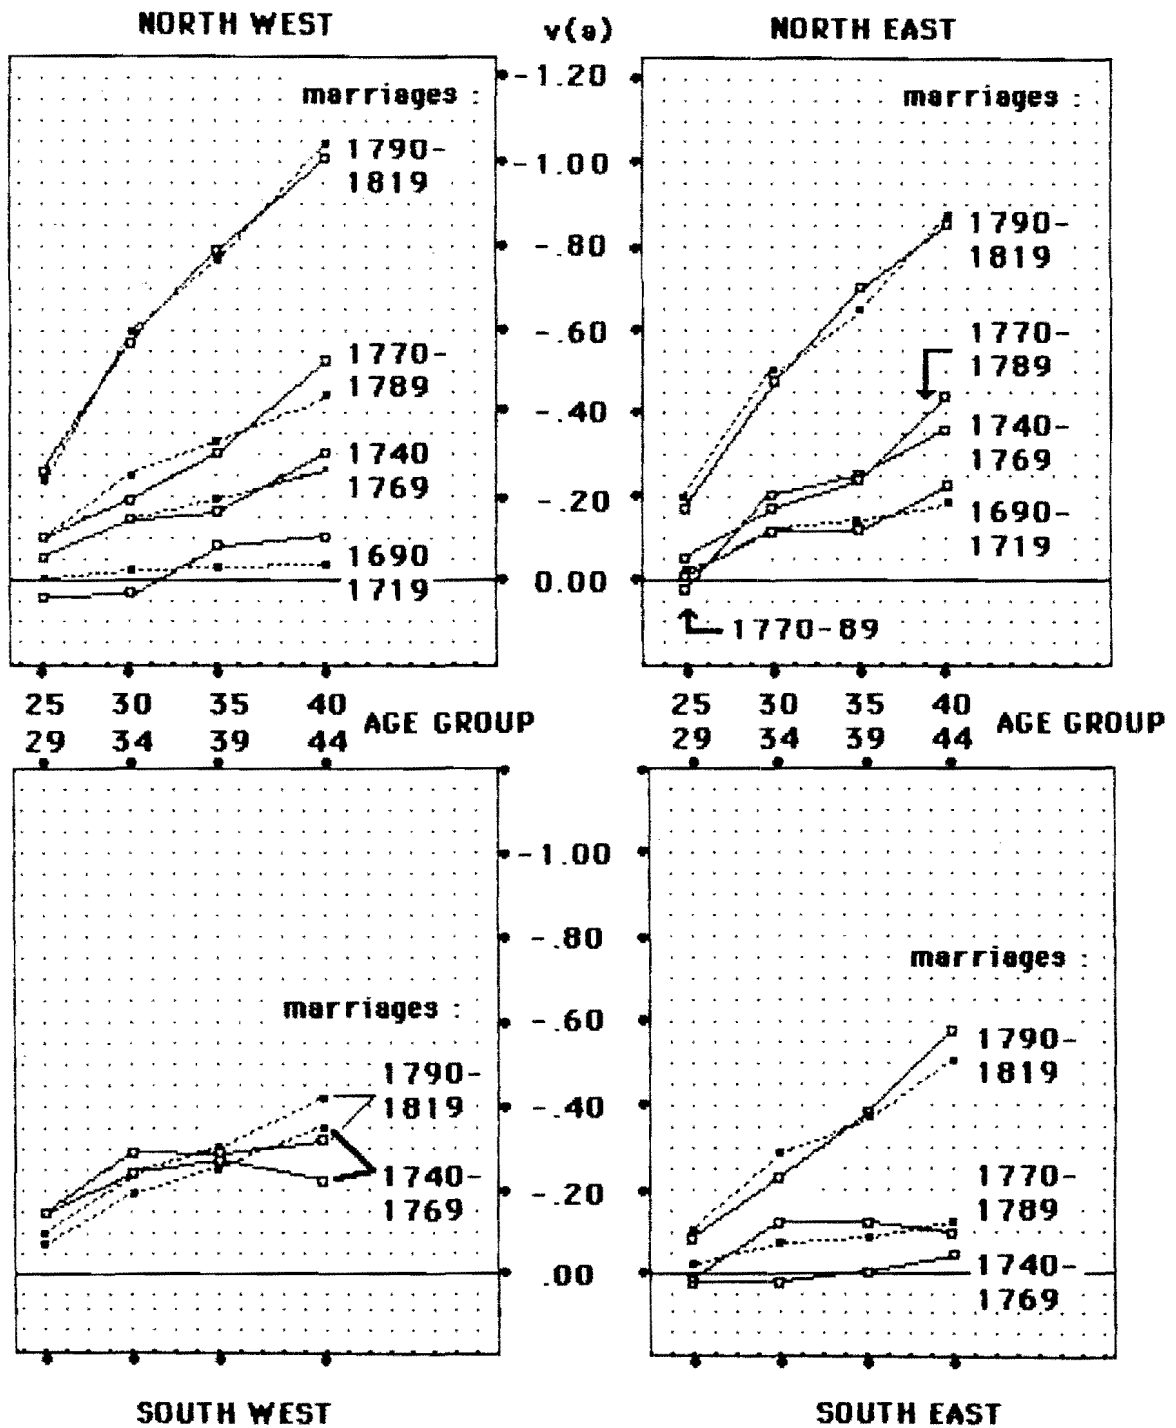 NORTH WEST
v(a)
NORTH EAST
marriages :
1790-
1819
1770-
1789
1740
1769
1690
1719
-1.20
-1.00
-.80
-.60
-.40
-.20
0.00
marriages :
1790-
1819
1770-
1789
1740-
1769
1690-
1719
1770-89
25 30 35 40
29 34 39 44
AGE GROUP
25 30 35 40
29 34 39 44
AGE GROUP
marriages :
1790-
1819
1740-
1769
-1.00
-.80
-.60
-.40
-.20
.00
marriages :
1790-
1819
1770-
1789
1740-
1769
SOUTH WEST
SOUTH EAST